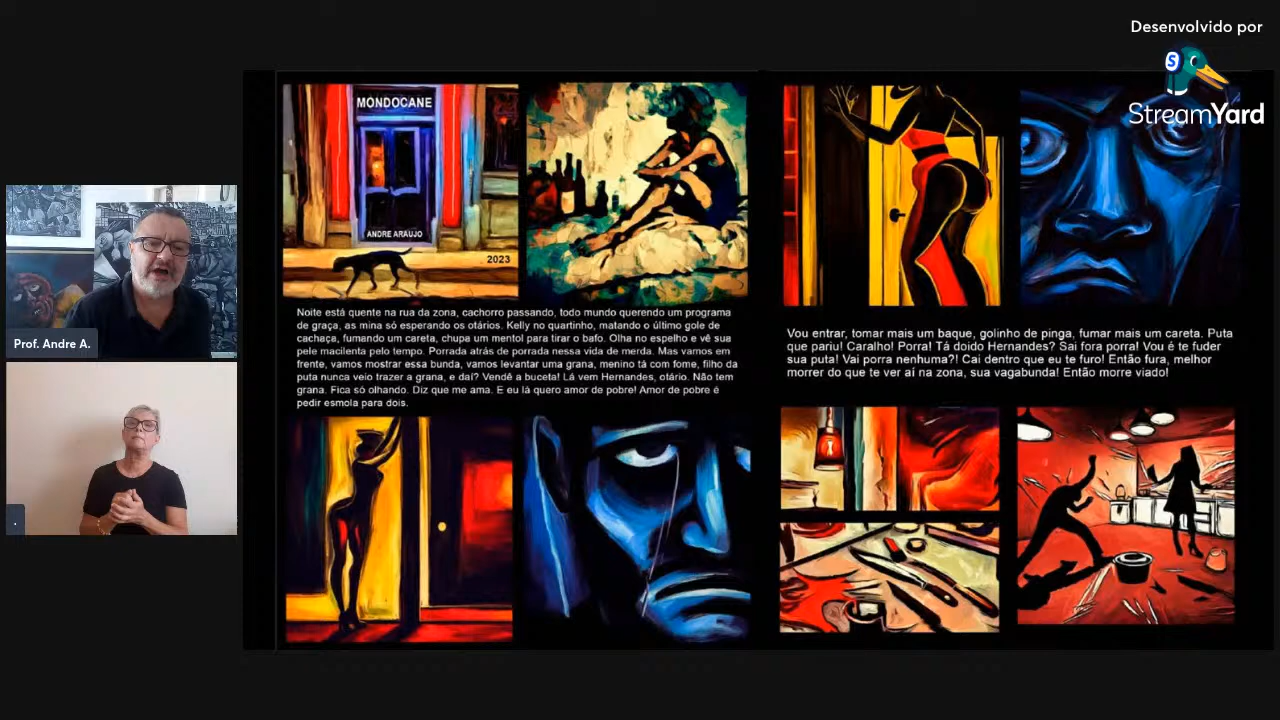 Desenvolvido por
S
StreamYard
Prof. Andre A.
.
MONDOCANE
ANDRE ARAUJO
2023
Noite está quente na rua da zona, cachorro passando, todo mundo querendo um programa
de graça, as mina só esperando os otários. Kelly no quartinho, matando o último gole de
cachaça, fumando um careta, chupa um mentol para tirar o bafo. Olha no espelho e vê sua
pele macilenta pelo tempo. Porrada atrás de porrada nessa vida de merda. Mas vamos em
frente, vamos mostrar essa bunda, vamos levantar uma grana, menino tá com fome, filho da
puta nunca veio trazer a grana, e daí? Vendê a buceta! Lá vem Hernandes, otário. Não tem
grana. Fica só olhando. Diz que me ama. E eu lá quero amor de pobre! Amor de pobre é
pedir esmola para dois.
Vou entrar, tomar mais um baque, golinho de pinga, fumar mais um careta. Puta
que pariu! Caralho! Porra! Tá doido Hernandes? Sai fora porra! Vou é te fuder
sua puta! Vai porra nenhuma?! Cai dentro que eu te furo! Então fura, melhor
morrer do que te ver aí na zona, sua vagabunda! Então morre viado!